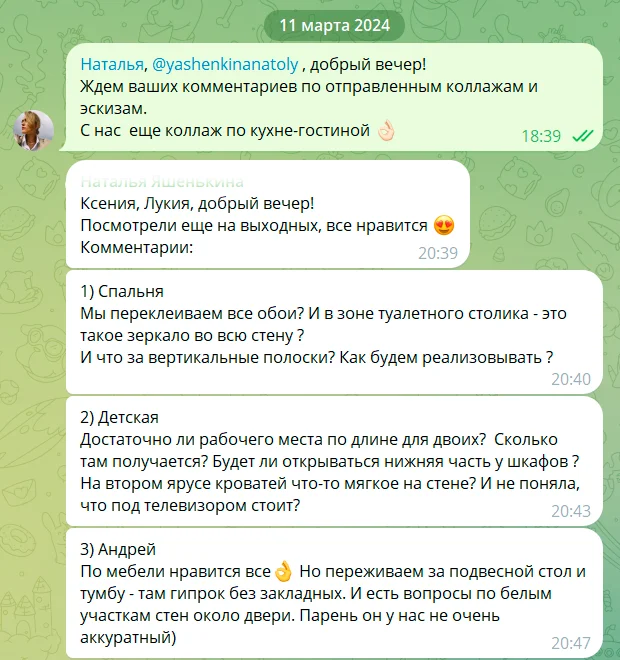 11 марта 2024
Наталья, @yashenkinanatoly , добрый вечер!
Ждем ваших комментариев по отправленным коллажам и
эскизам.
С нас еще коллаж по кухне-гостиной 👌🏻
18:39
Наталья Яшенькина
Ксения, Лукия, добрый вечер!
Посмотрели еще на выходных, все нравится 😍
Комментарии:
20:39
1) Спальня
Мы переклеиваем все обои? И в зоне туалетного столика - это
такое зеркало во всю стену ?
И что за вертикальные полоски? Как будем реализовывать ?
20:40
2) Детская
Достаточно ли рабочего места по длине для двоих? Сколько
там получается? Будет ли открываться нижняя часть у шкафов ?
На втором ярусе кроватей что-то мягкое на стене? И не поняла,
что под телевизором стоит?
20:43
3) Андрей
По мебели нравится все👌 Но переживаем за подвесной стол и
тумбу - там гипрок без закладных. И есть вопросы по белым
участкам стен около двери. Парень он у нас не очень
аккуратный)
20:47